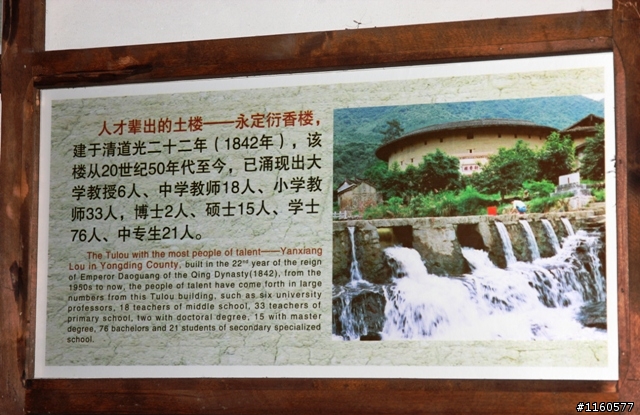 人才辈出的土楼——永定衍香楼，
建于清道光二十二年（1842年），该
楼从20世纪50年代至今，已涌现出大
学教授6人、中学教师18人、小学教
师33人，博士2人、硕士15人、学士
76人、中专生21人。
The Tulou with the most people of talent——Yanxiang
Lou in Yongding County, built in the 22nd year of the reign
of Emperor Daoguang of the Qing Dynasty(1842), from the
1950s to now, the people of talent have come forth in large
numbers from this Tulou building, such as six university
professors, 18 teachers of middle school, 33 teachers of
primary school, two with doctoral degree, 15 with master
degree, 76 bachelors and 21 students of secondary specialized
school.
#1160577